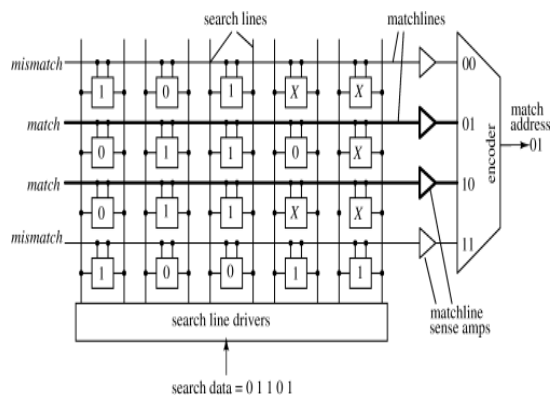 search lines
matchlines
mismatch
00
1 0 1 X X
match
01
match
address
0 1 1 0 X
encoder
01
match
10
0 1 1 X X
mismatch
11
1 0 0 1 1
matchline
sense amps
search line drivers
search data = 0 1 1 0 1